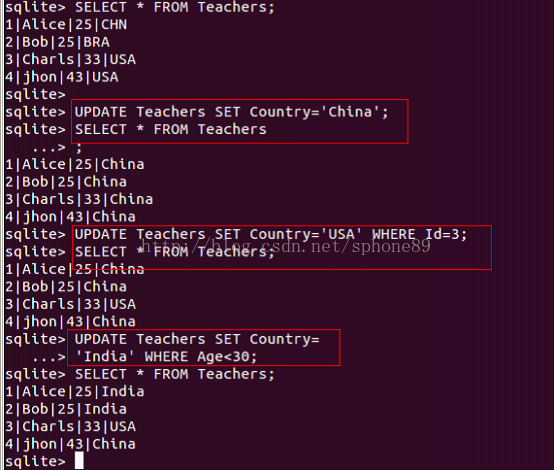 sqlite> SELECT * FROM Teachers;
1|Alice|25|CHN
2|Bob|25|BRA
3|Charls|33|USA
4|jhon|43|USA
sqlite>
sqlite> UPDATE Teachers SET Country='China';
sqlite> SELECT * FROM Teachers
   ...> ;
1|Alice|25|China
2|Bob|25|China
3|Charls|33|China
4|jhon|43|China
sqlite> UPDATE Teachers SET Country='USA' WHERE Id=3;
http://blog.csdn.net/sphone89
sqlite> SELECT * FROM Teachers;
1|Alice|25|China
2|Bob|25|China
3|Charls|33|USA
4|jhon|43|China
sqlite> UPDATE Teachers SET Country=
   ...> 'India' WHERE Age<30;
sqlite> SELECT * FROM Teachers;
1|Alice|25|India
2|Bob|25|India
3|Charls|33|USA
4|jhon|43|China
sqlite>